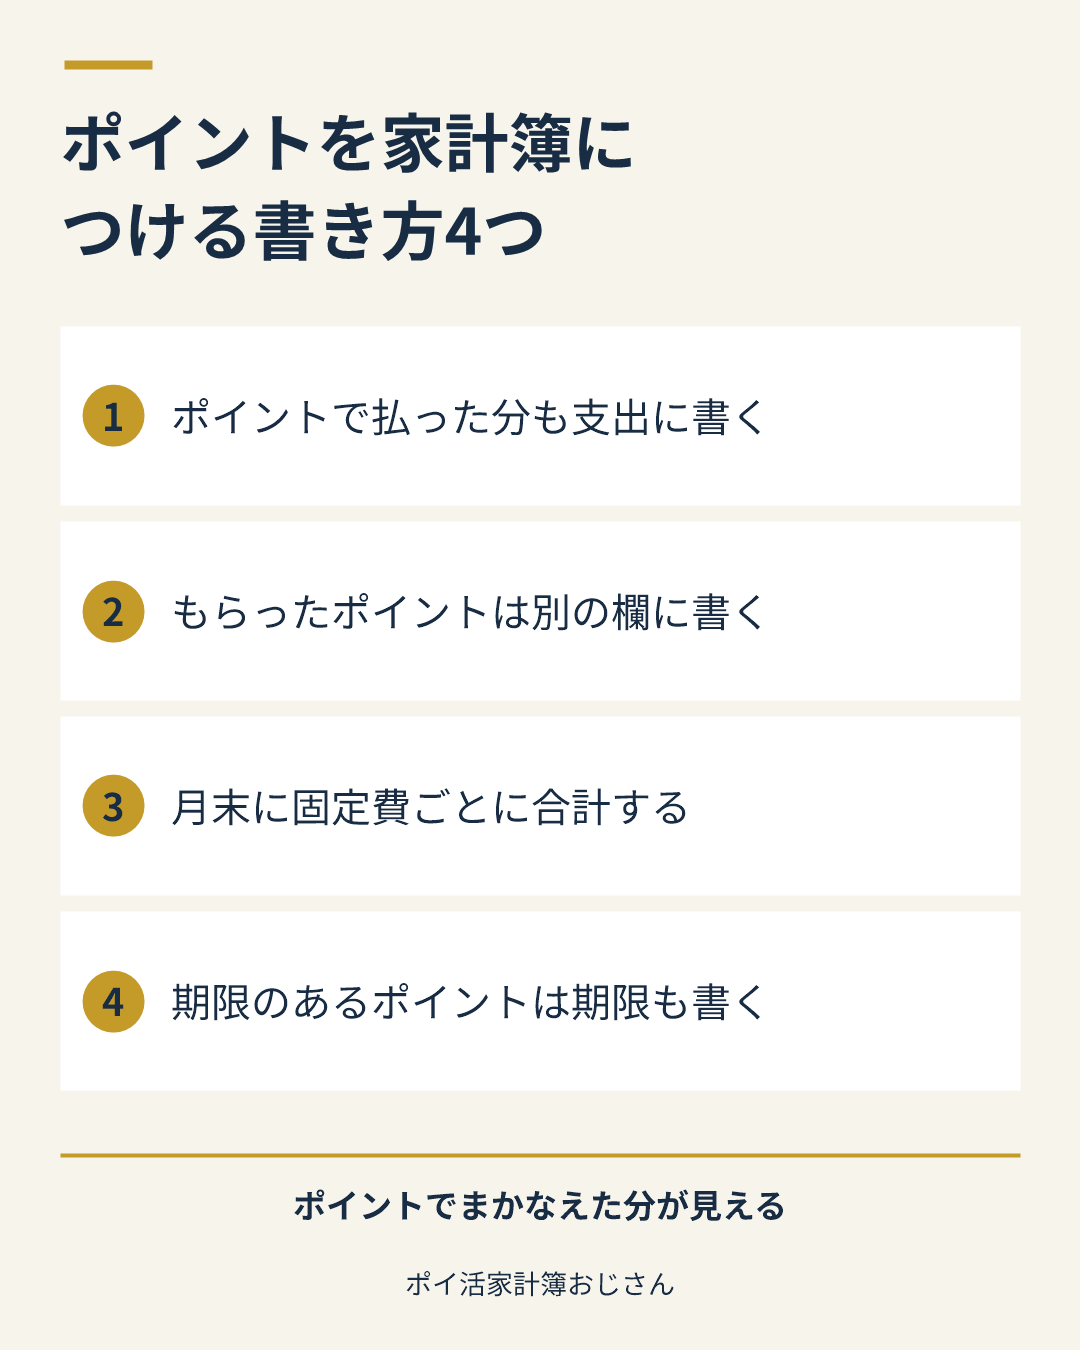 ポイントを家計簿に
つける書き方4つ
1 ポイントで払った分も支出に書く
2 もらったポイントは別の欄に書く
3 月末に固定費ごとに合計する
4 期限のあるポイントは期限も書く
ポイントでまかなえた分が見える
ポイ活家計簿おじさん